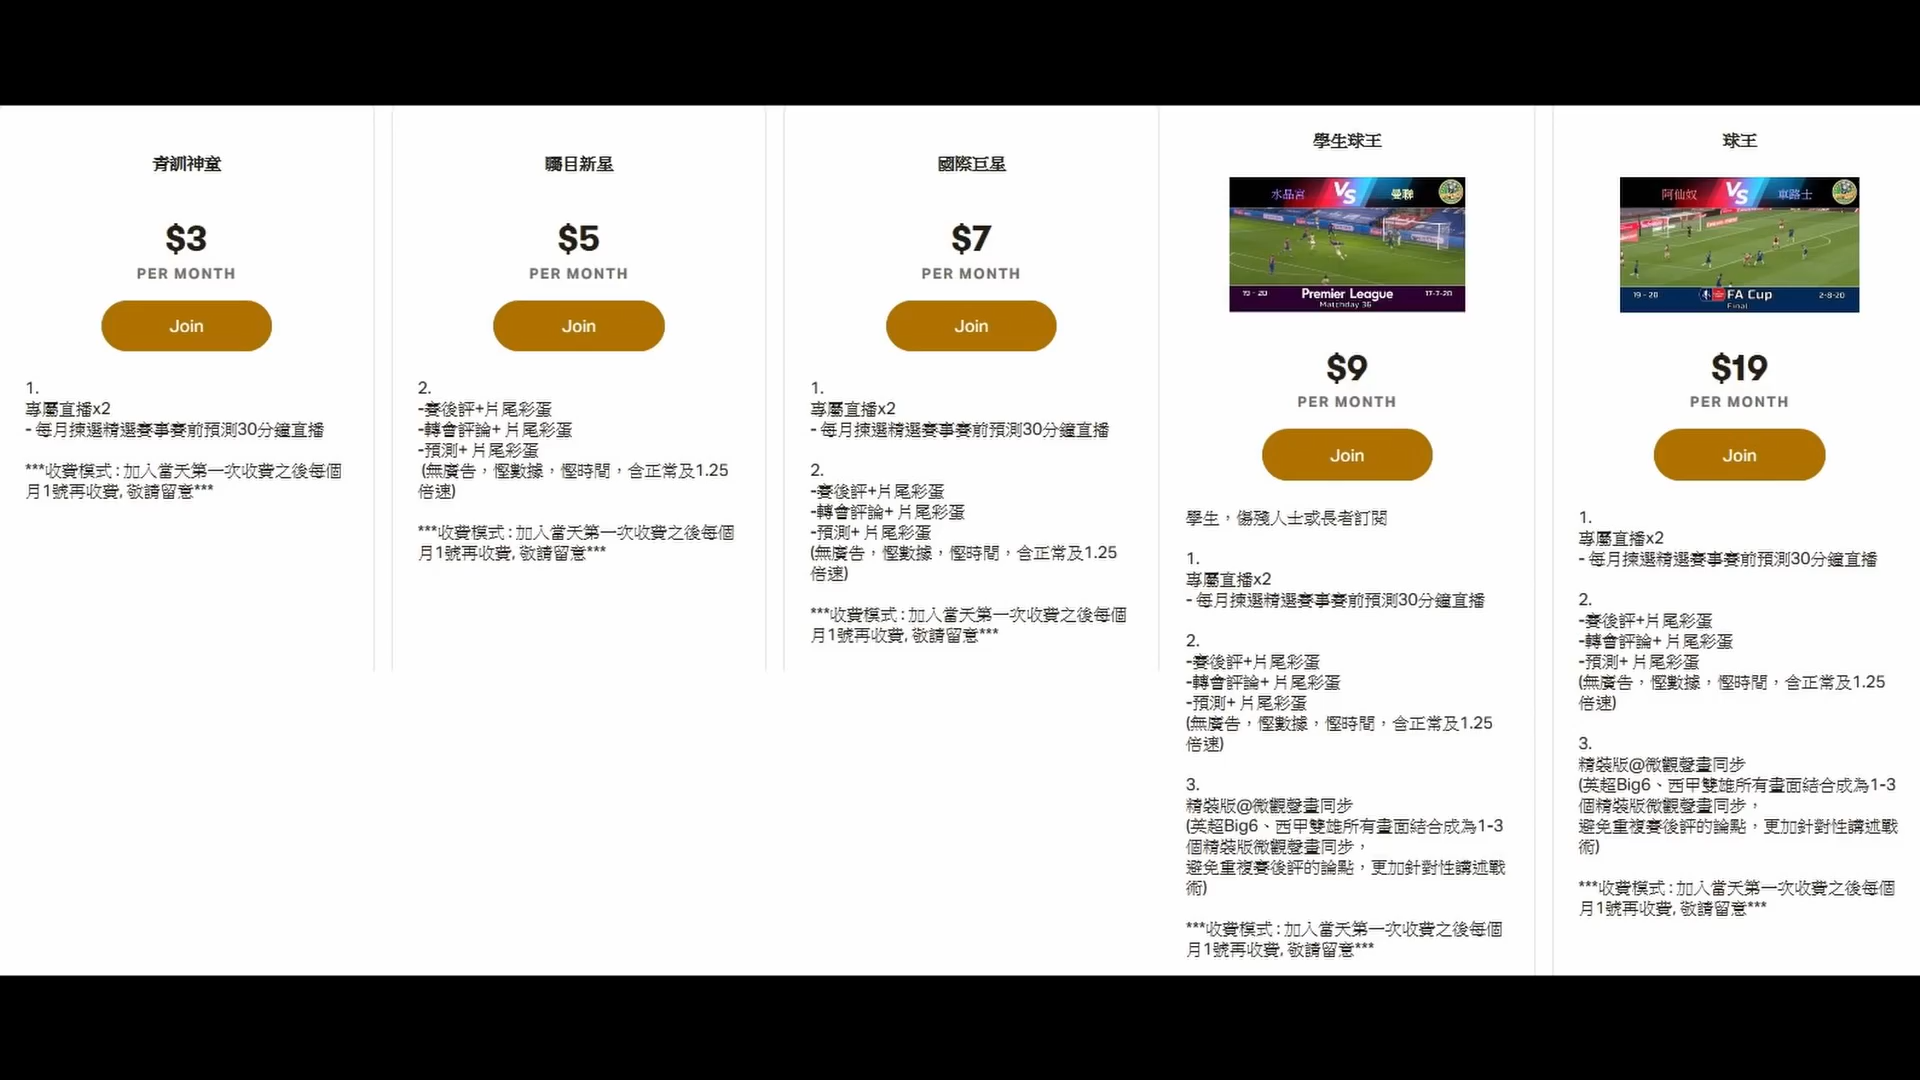 青訓神童
$3
PER MONTH
Join
1.
專屬直播x2
- 每月揀選精選賽事賽前預測30分鐘直播
***收費模式 : 加入當天第一次收費之後每個
月1號再收費, 敬請留意***
矚目新星
$5
PER MONTH
Join
2.
-賽後評+片尾彩蛋
-轉會評論+ 片尾彩蛋
-預測+ 片尾彩蛋
(無廣告，慳數據，慳時間，含正常及1.25
倍速)
***收費模式 : 加入當天第一次收費之後每個
月1號再收費, 敬請留意***
國際巨星
$7
PER MONTH
Join
1.
專屬直播x2
- 每月揀選精選賽事賽前預測30分鐘直播
2.
-賽後評+片尾彩蛋
-轉會評論+ 片尾彩蛋
-預測+ 片尾彩蛋
(無廣告，慳數據，慳時間，含正常及1.25
倍速)
***收費模式 : 加入當天第一次收費之後每個
月1號再收費, 敬請留意***
學生球王
水晶宮 VS 曼聯
19 - 20 Premier League 17-7-20
Matchday 36
$9
PER MONTH
Join
學生，傷殘人士或長者訂閱
1.
專屬直播x2
- 每月揀選精選賽事賽前預測30分鐘直播
2.
-賽後評+片尾彩蛋
-轉會評論+ 片尾彩蛋
-預測+ 片尾彩蛋
(無廣告，慳數據，慳時間，含正常及1.25
倍速)
3.
精裝版@微觀聲畫同步
(英超Big6、西甲雙雄所有畫面結合成為1-3
個精裝版微觀聲畫同步，
避免重複賽後評的論點，更加針對性講述戰
術)
***收費模式 : 加入當天第一次收費之後每個
月1號再收費, 敬請留意***
球王
阿仙奴 VS 車路士
19 - 20 FA Cup 2-8-20
Final
$19
PER MONTH
Join
1.
專屬直播x2
- 每月揀選精選賽事賽前預測30分鐘直播
2.
-賽後評+片尾彩蛋
-轉會評論+ 片尾彩蛋
-預測+ 片尾彩蛋
(無廣告，慳數據，慳時間，含正常及1.25
倍速)
3.
精裝版@微觀聲畫同步
(英超Big6、西甲雙雄所有畫面結合成為1-3
個精裝版微觀聲畫同步，
避免重複賽後評的論點，更加針對性講述戰
術)
***收費模式 : 加入當天第一次收費之後每個
月1號再收費, 敬請留意***